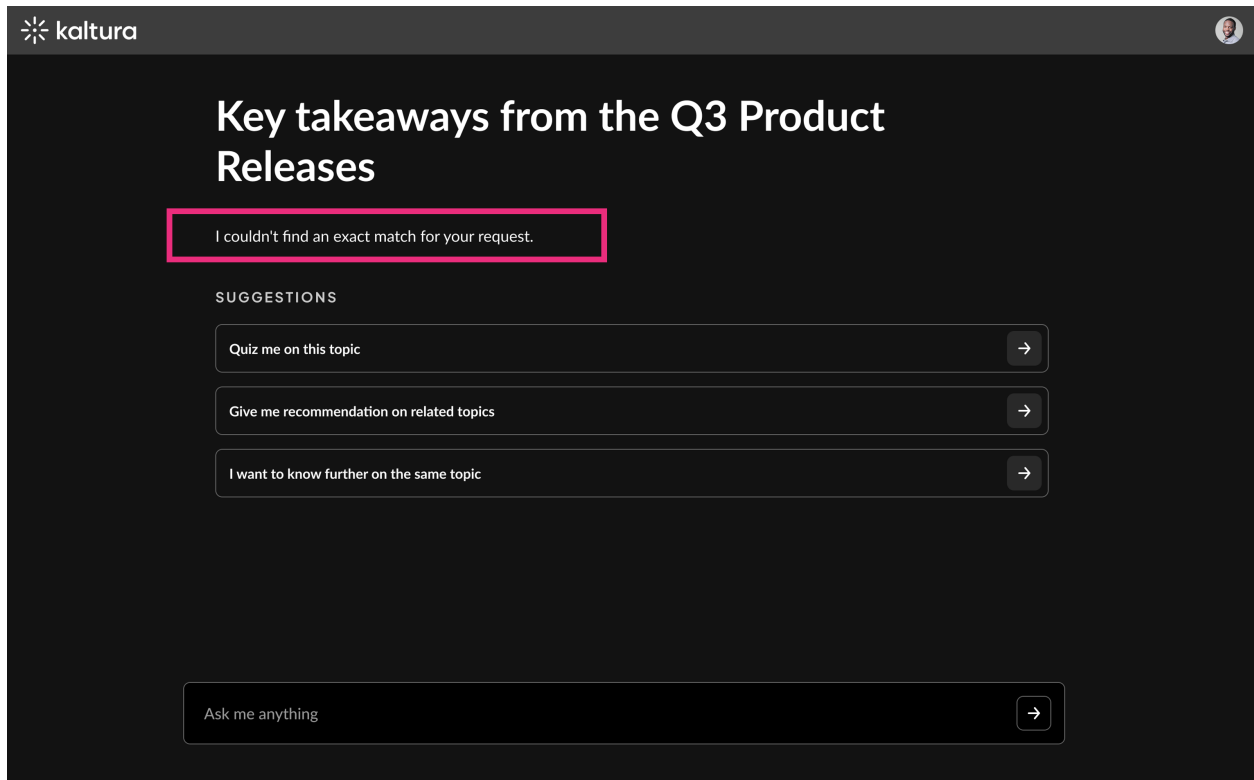 kaltura
Key takeaways from the Q3 Product
Releases
I couldn't find an exact match for your request.
SUGGESTIONS
Quiz me on this topic
Give me recommendation on related topics
I want to know further on the same topic
Ask me anything